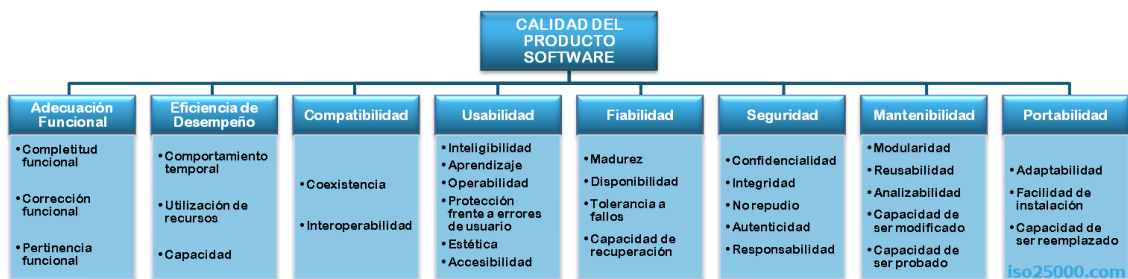 CALIDAD DEL
PRODUCTO
SOFTWARE
Adecuación
Funcional
• Completitud
funcional
• Corrección
funcional
• Pertinencia
funcional
Eficiencia de
Desempeño
• Comportamiento
temporal
• Utilización de
recursos
• Capacidad
Compatibilidad
• Coexistencia
• Interoperabilidad
Usabilidad
• Inteligibilidad
• Aprendizaje
• Operabilidad
• Protección
frente a errores
de usuario
• Estética
• Accesibilidad
Fiabilidad
• Madurez
• Disponibilidad
• Tolerancia a
fallos
• Capacidad de
recuperación
Seguridad
• Confidencialidad
• Integridad
• No repudio
• Autenticidad
• Responsabilidad
Mantenibilidad
• Modularidad
• Reusabilidad
• Analizabilidad
• Capacidad de
ser modificado
• Capacidad de
ser probado
Portabilidad
• Adaptabilidad
• Facilidad de
instalación
• Capacidad de
ser reemplazado
iso25000.com